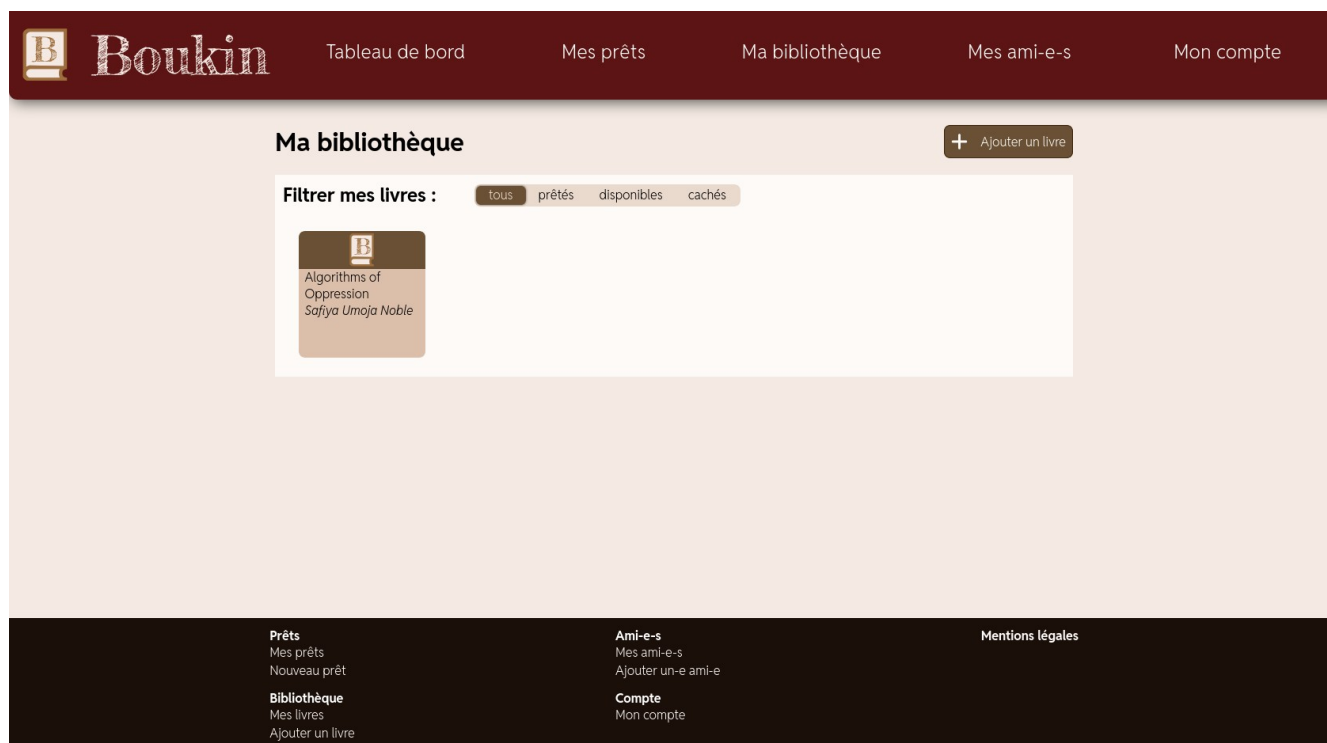 B Boukin Tableau de bord Mes prêts Ma bibliothèque Mes ami-e-s Mon compte
Ma bibliothèque
+ Ajouter un livre
Filtrer mes livres : tous prêtés disponibles cachés
B
Algorithms of
Oppression
Safiya Umoja Noble
Prêts
Mes prêts
Nouveau prêt
Bibliothèque
Mes livres
Ajouter un livre
Ami-e-s
Mes ami-e-s
Ajouter un-e ami-e
Compte
Mon compte
Mentions légales